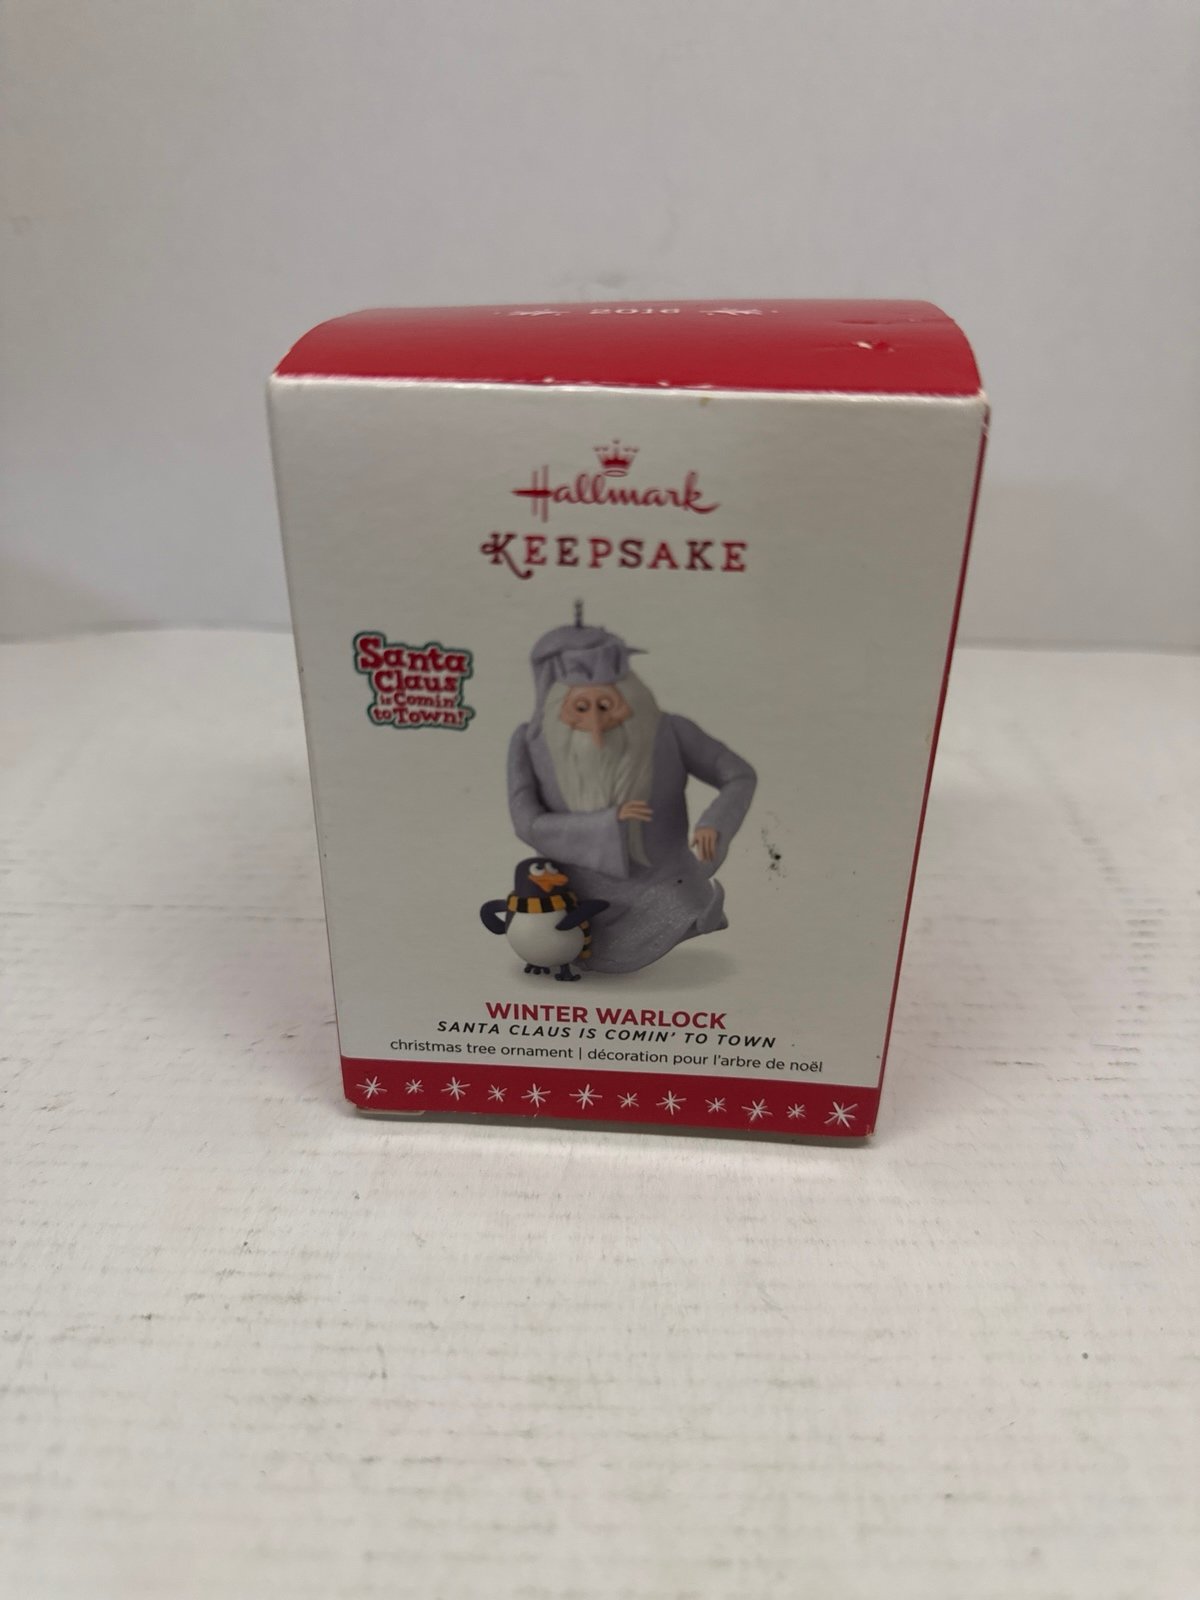 2016
Hallmark
KEEPSAKE
Santa
Claus
is Comin'
to Town!
WINTER WARLOCK
SANTA CLAUS IS COMIN' TO TOWN
christmas tree ornament | décoration pour l'arbre de noël